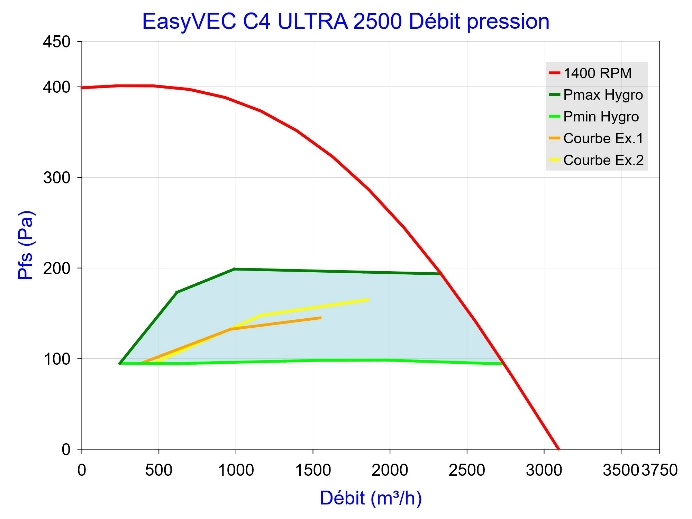 EasyVEC C4 ULTRA 2500 Débit pression
450
400
300
200
100
0
Pfs (Pa)
1400 RPM
Pmax Hygro
Pmin Hygro
Courbe Ex.1
Courbe Ex.2
0 500 1000 1500 2000 2500 3000 3500 3750
Débit (m³/h)